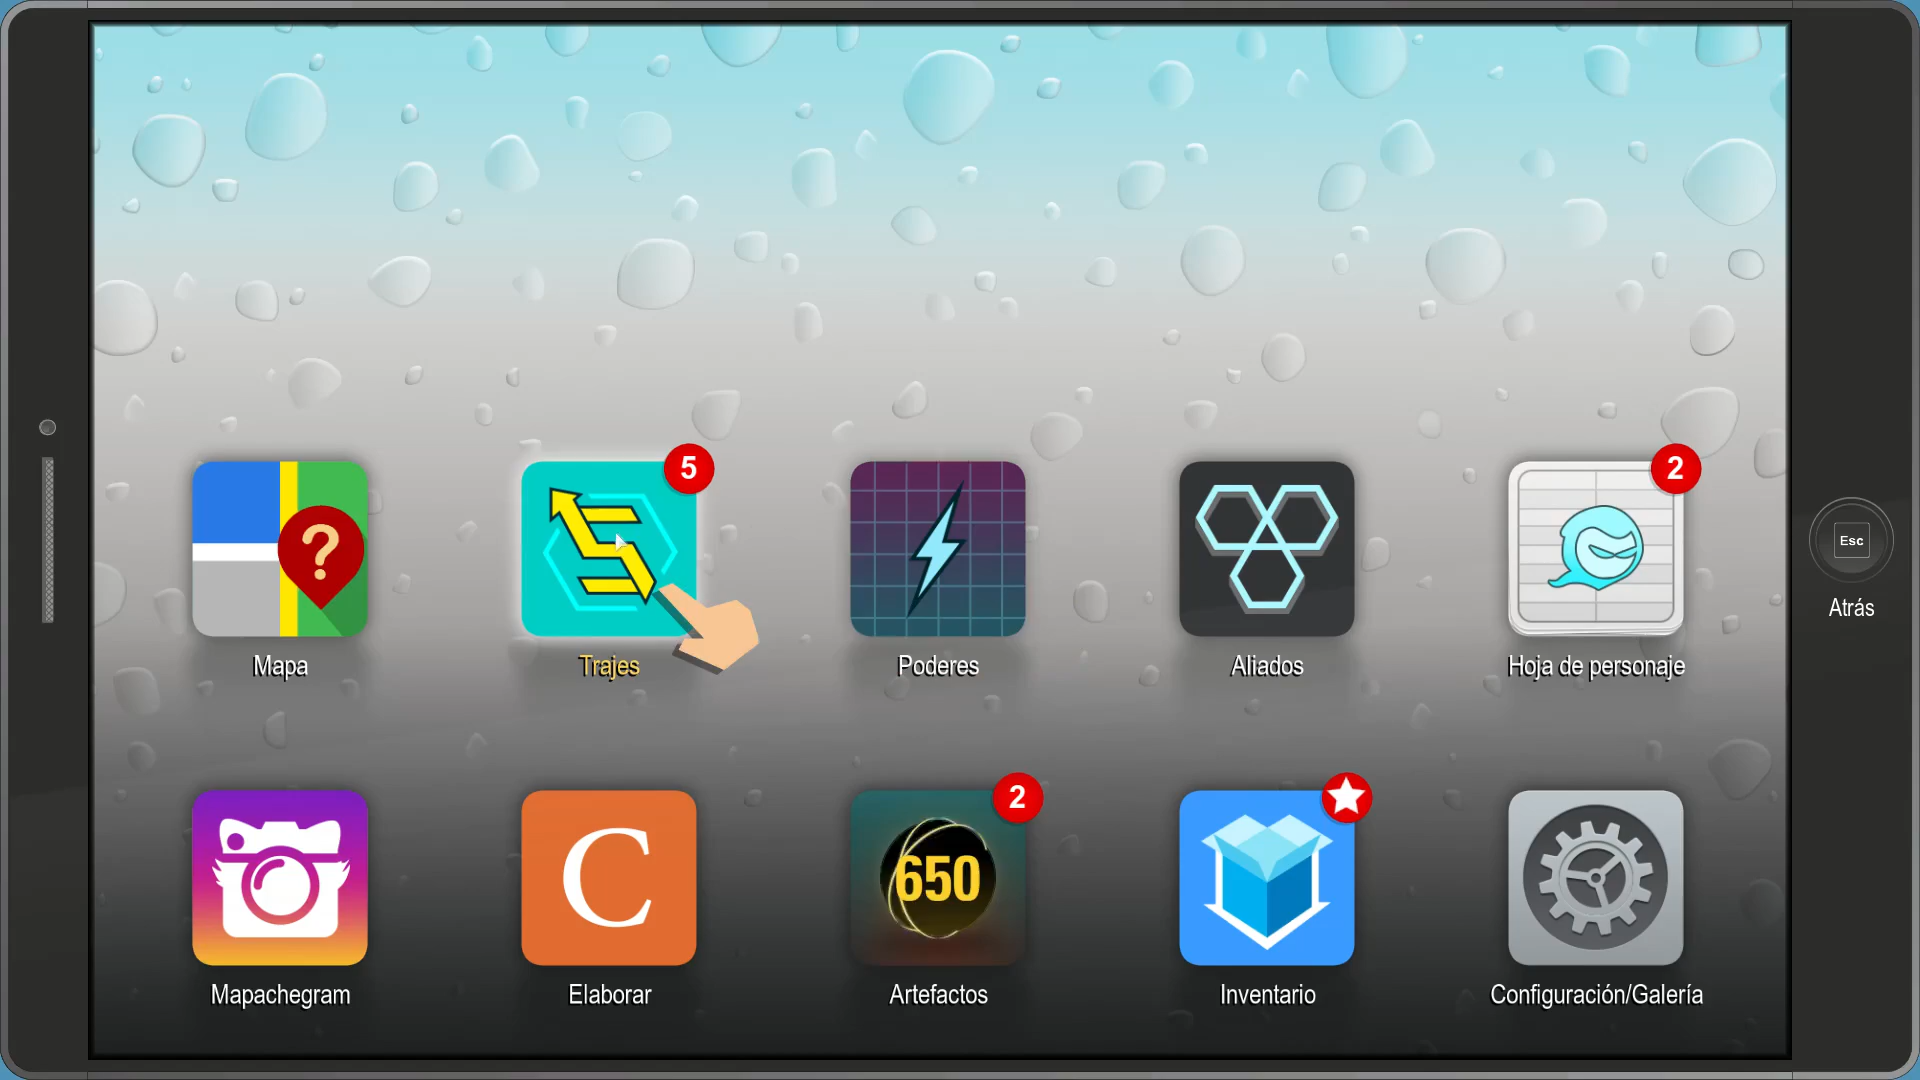 5
2
Esc
Atrás
Mapa
Trajes
Poderes
Aliados
Hoja de personaje
2
650
C
Mapachegram
Elaborar
Artefactos
Inventario
Configuración/Galería